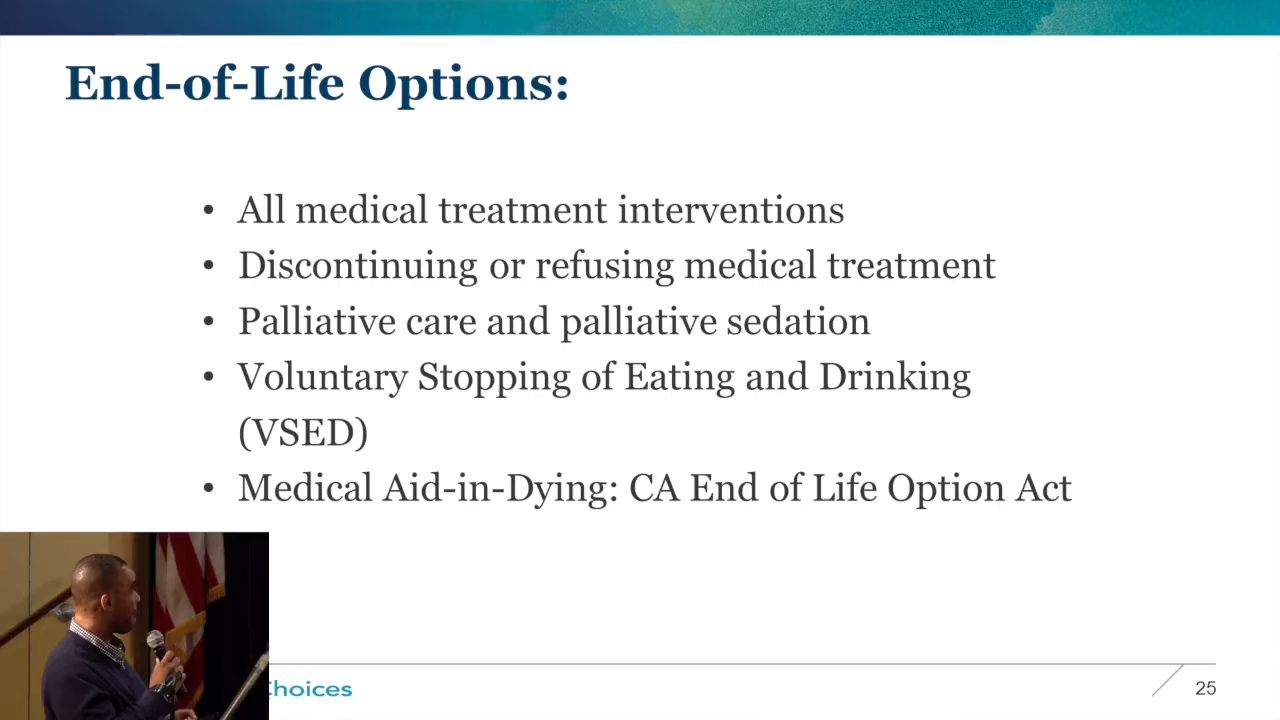 End-of-Life Options:
• All medical treatment interventions
• Discontinuing or refusing medical treatment
• Palliative care and palliative sedation
• Voluntary Stopping of Eating and Drinking
(VSED)
• Medical Aid-in-Dying: CA End of Life Option Act
25